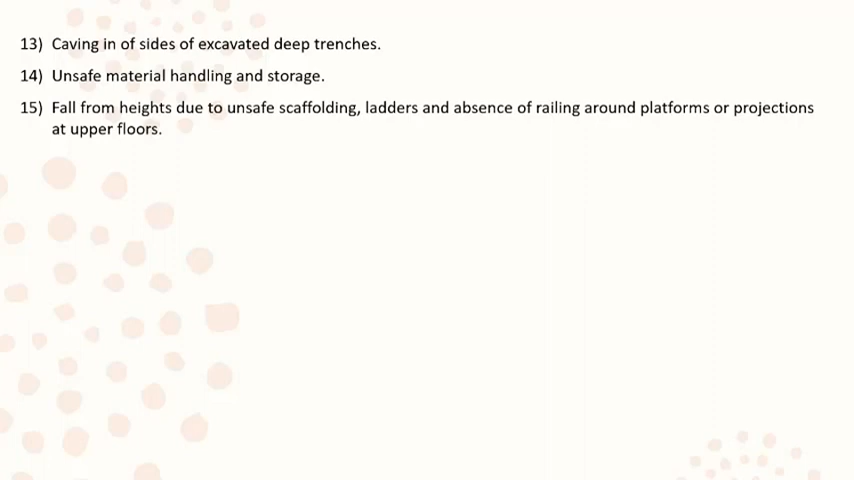 13) Caving in of sides of excavated deep trenches.
14) Unsafe material handling and storage.
15) Fall from heights due to unsafe scaffolding, ladders and absence of railing around platforms or projections
at upper floors.